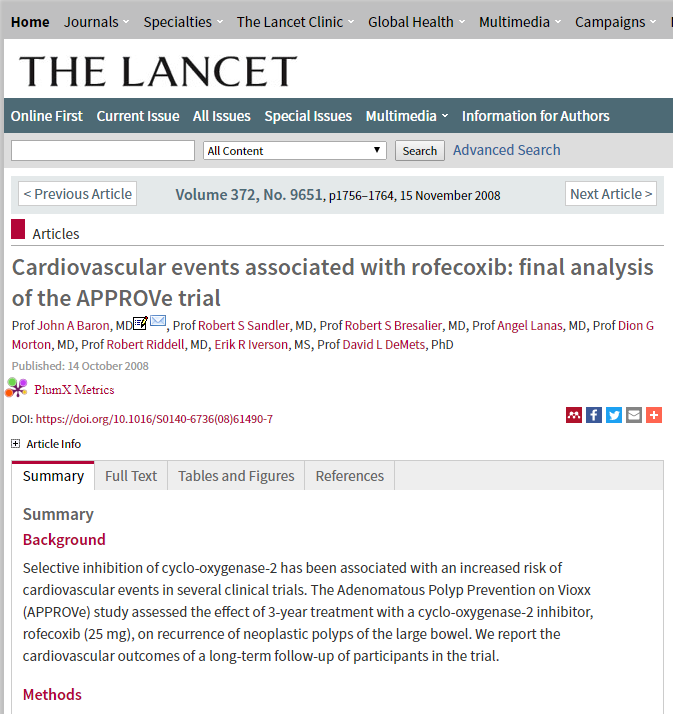 Home Journals Specialties The Lancet Clinic Global Health Multimedia Campaigns
THE LANCET
Online First Current Issue All Issues Special Issues Multimedia Information for Authors
All Content Search Advanced Search
< Previous Article Volume 372, No. 9651, p1756–1764, 15 November 2008 Next Article >
Articles
Cardiovascular events associated with rofecoxib: final analysis
of the APPROVe trial
Prof John A Baron, MD, Prof Robert S Sandler, MD, Prof Robert S Bresalier, MD, Prof Angel Lanas, MD, Prof Dion G
Morton, MD, Prof Robert Riddell, MD, Erik R Iverson, MS, Prof David L DeMets, PhD
Published: 14 October 2008
PlumX Metrics
DOI: https://doi.org/10.1016/S0140-6736(08)61490-7
Article Info
Summary Full Text Tables and Figures References
Summary
Background
Selective inhibition of cyclo-oxygenase-2 has been associated with an increased risk of
cardiovascular events in several clinical trials. The Adenomatous Polyp Prevention on Vioxx
(APPROVe) study assessed the effect of 3-year treatment with a cyclo-oxygenase-2 inhibitor,
rofecoxib (25 mg), on recurrence of neoplastic polyps of the large bowel. We report the
cardiovascular outcomes of a long-term follow-up of participants in the trial.
Methods